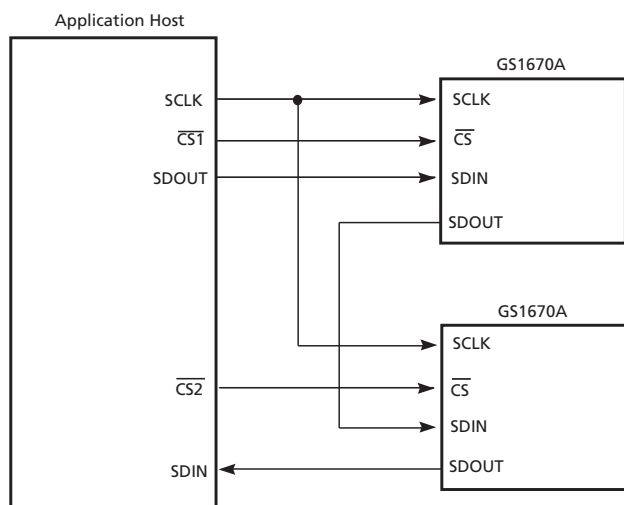 Application Host
SCLK
CS1
SDOUT
CS2
SDIN
GS1670A
SCLK
CS
SDIN
SDOUT
GS1670A
SCLK
CS
SDIN
SDOUT